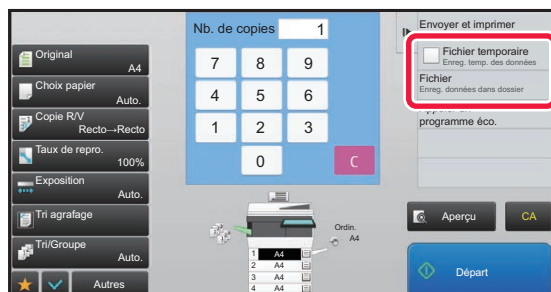 Original
A4
Choix papier
Auto.
Copie R/V
Recto→Recto
Taux de repro.
100%
Exposition
Auto.
Tri agrafage
Tri/Groupe
Auto.
Autres
Nb. de copies 1
7 8 9
4 5 6
1 2 3
0 C
Ordin.
A4
1 A4
2 A4
3 A4
4 A4
Envoyer et imprimer
Fichier temporaire
Enreg. temp. des données
Fichier
Enreg. données dans dossier
programme éco.
Aperçu
CA
Départ